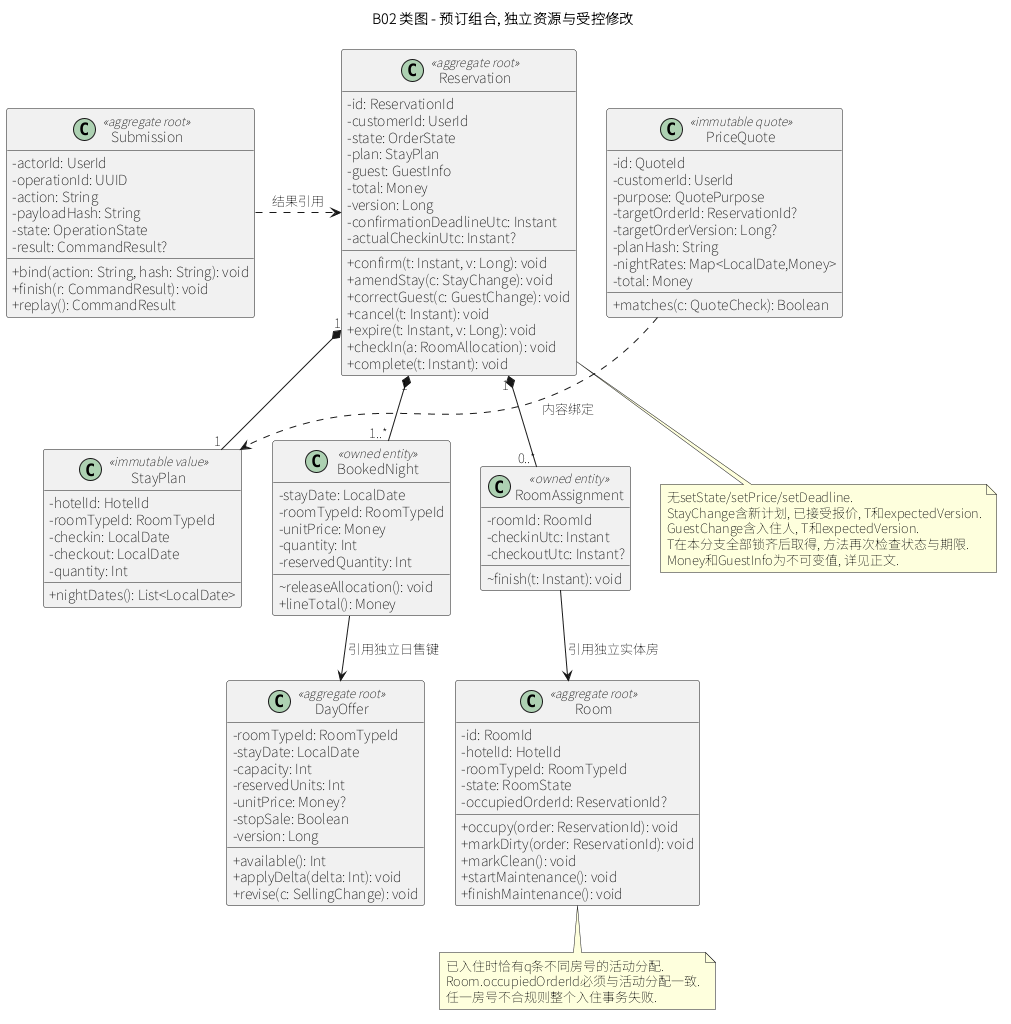 B02 类图 - 预订组合, 独立资源与受控修改
C «aggregate root»
Submission
-actorId: UserId
-operationId: UUID
-action: String
-payloadHash: String
-state: OperationState
-result: CommandResult?
+bind(action: String, hash: String): void
+finish(r: CommandResult): void
+replay(): CommandResult
结果引用
C «aggregate root»
Reservation
-id: ReservationId
-customerId: UserId
-state: OrderState
-plan: StayPlan
-guest: GuestInfo
-total: Money
-version: Long
-confirmationDeadlineUtc: Instant
-actualCheckinUtc: Instant?
+confirm(t: Instant, v: Long): void
+amendStay(c: StayChange): void
+correctGuest(c: GuestChange): void
+cancel(t: Instant): void
+expire(t: Instant, v: Long): void
+checkIn(a: RoomAllocation): void
+complete(t: Instant): void
C «immutable quote»
PriceQuote
-id: QuoteId
-customerId: UserId
-purpose: QuotePurpose
-targetOrderId: ReservationId?
-targetOrderVersion: Long?
-planHash: String
-nightRates: Map<LocalDate,Money>
-total: Money
+matches(c: QuoteCheck): Boolean
1
1
1
内容绑定
1
1..*
0..*
C «immutable value»
StayPlan
-hotelId: HotelId
-roomTypeId: RoomTypeId
-checkin: LocalDate
-checkout: LocalDate
-quantity: Int
+nightDates(): List<LocalDate>
C «owned entity»
BookedNight
-stayDate: LocalDate
-roomTypeId: RoomTypeId
-unitPrice: Money
-quantity: Int
-reservedQuantity: Int
~releaseAllocation(): void
+lineTotal(): Money
C «owned entity»
RoomAssignment
-roomId: RoomId
-checkinUtc: Instant
-checkoutUtc: Instant?
~finish(t: Instant): void
无setState/setPrice/setDeadline.
StayChange含新计划, 已接受报价, T和expectedVersion.
GuestChange含入住人, T和expectedVersion.
T在本分支全部锁齐后取得, 方法再次检查状态与期限.
Money和GuestInfo为不可变值, 详见正文.
引用独立日售键
引用独立实体房
C «aggregate root»
DayOffer
-roomTypeId: RoomTypeId
-stayDate: LocalDate
-capacity: Int
-reservedUnits: Int
-unitPrice: Money?
-stopSale: Boolean
-version: Long
+available(): Int
+applyDelta(delta: Int): void
+revise(c: SellingChange): void
C «aggregate root»
Room
-id: RoomId
-hotelId: HotelId
-roomTypeId: RoomTypeId
-state: RoomState
-occupiedOrderId: ReservationId?
+occupy(order: ReservationId): void
+markDirty(order: ReservationId): void
+markClean(): void
+startMaintenance(): void
+finishMaintenance(): void
已入住时恰有q条不同房号的活动分配.
Room.occupiedOrderId必须与活动分配一致.
任一房号不合规则整个入住事务失败.